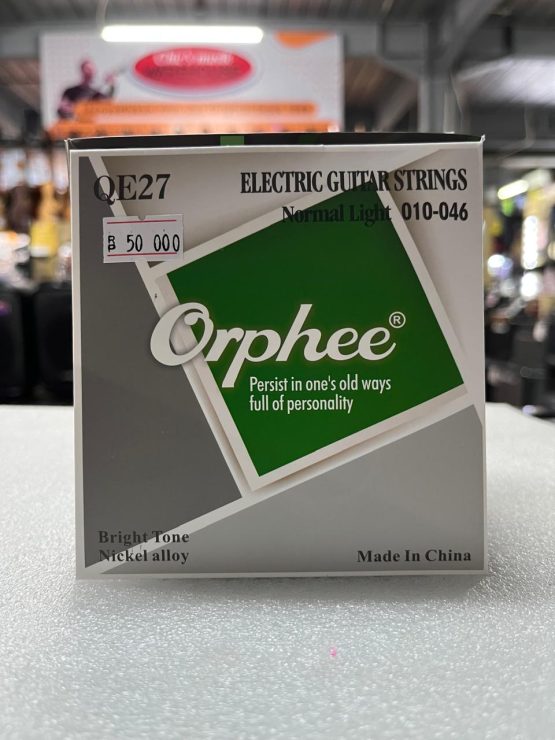 QE27
ELECTRIC GUITAR STRINGS
Normal Light 010-046
B 50 000
Orphee®
Persist in one's old ways
full of personality
Bright Tone
Nickel alloy
Made In China